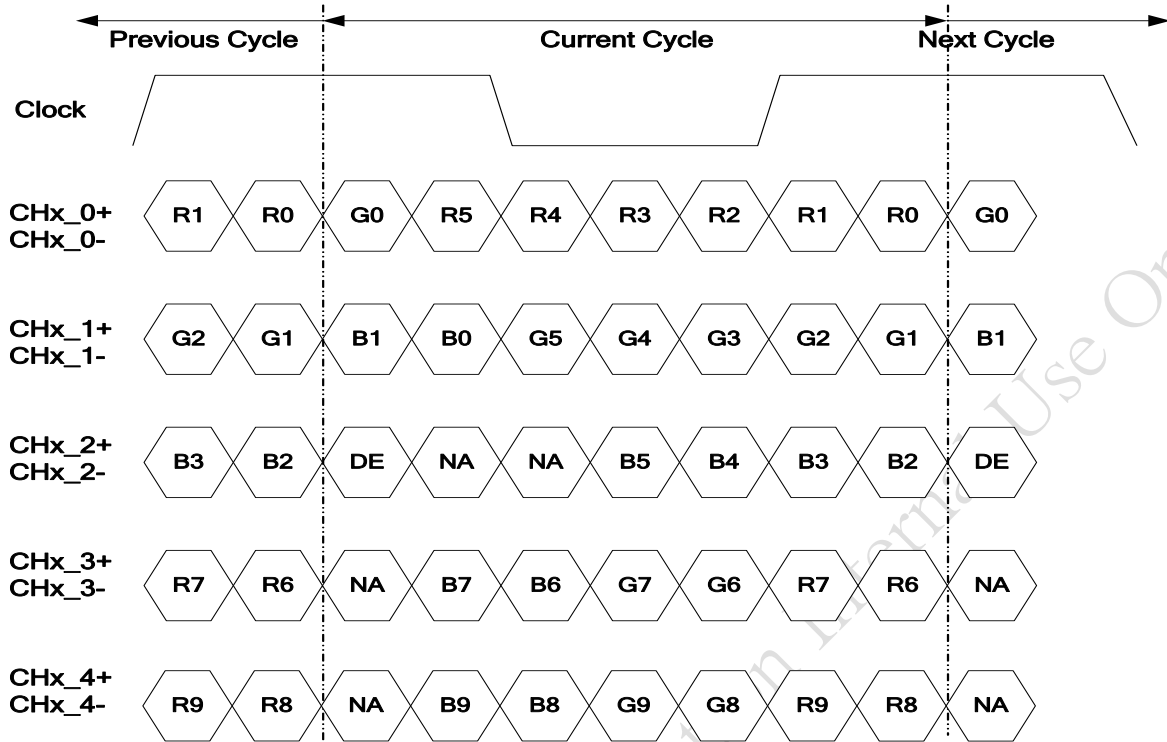 Previous Cycle Current Cycle Next Cycle
Clock
CHx_0+
CHx_0-
R1 R0 G0 R5 R4 R3 R2 R1 R0 G0
CHx_1+
CHx_1-
G2 G1 B1 B0 G5 G4 G3 G2 G1 B1
CHx_2+
CHx_2-
B3 B2 DE NA NA B5 B4 B3 B2 DE
CHx_3+
CHx_3-
R7 R6 NA B7 B6 G7 G6 R7 R6 NA
CHx_4+
CHx_4-
R9 R8 NA B9 B8 G9 G8 R9 R8 NA
Internal Use